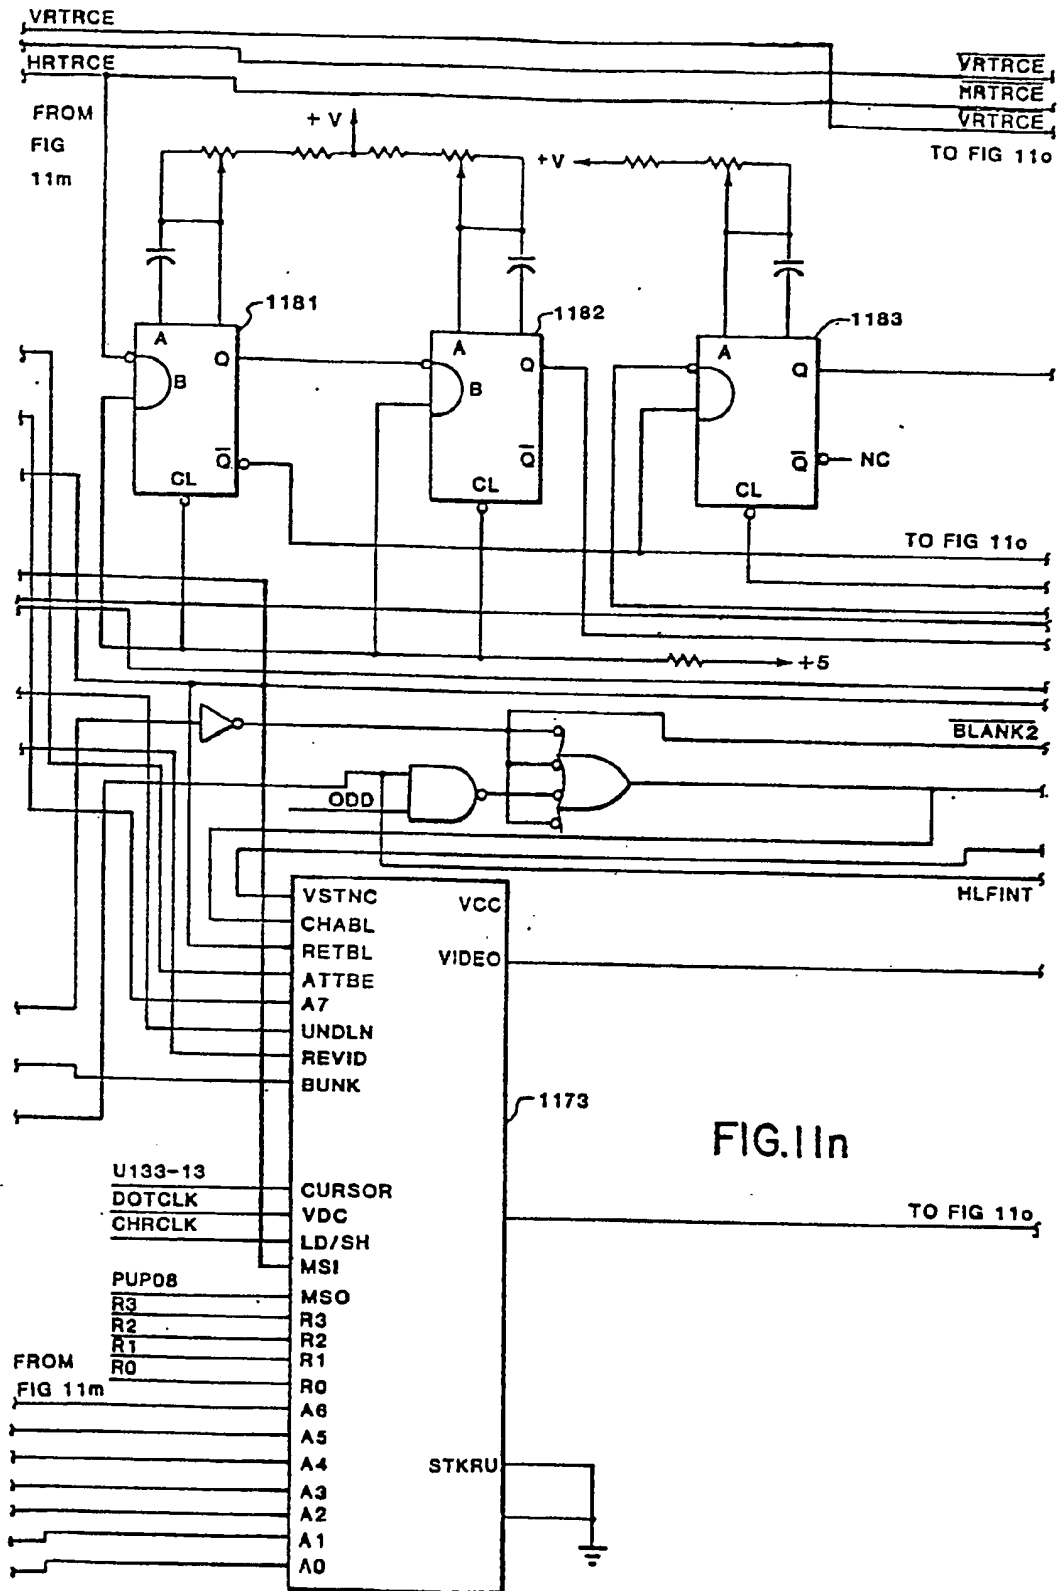 VRTRCE
VRTRCE
HRTRCE
HRTRCE
VRTRCE
FROM
FIG
11m
TO FIG 11o
+ V
+V
1181
1182
1183
A
Q
B
Q
CL
A
Q
B
Q
CL
A
Q
Q
NC
CL
TO FIG 11o
+5
BLANK2
ODD
HLFINT
VSTNC
VCC
CHABL
RETBL
VIDEO
ATTBE
A7
UNDLN
REVID
BUNK
1173
FIG.11n
U133-13
CURSOR
DOTCLK
VDC
CHRCLK
LD/SH
MSI
TO FIG 11o
PUP08
MSO
R3
R3
R2
R2
R1
R1
R0
R0
FROM
FIG 11m
A6
A5
A4
STKRU
A3
A2
A1
A0